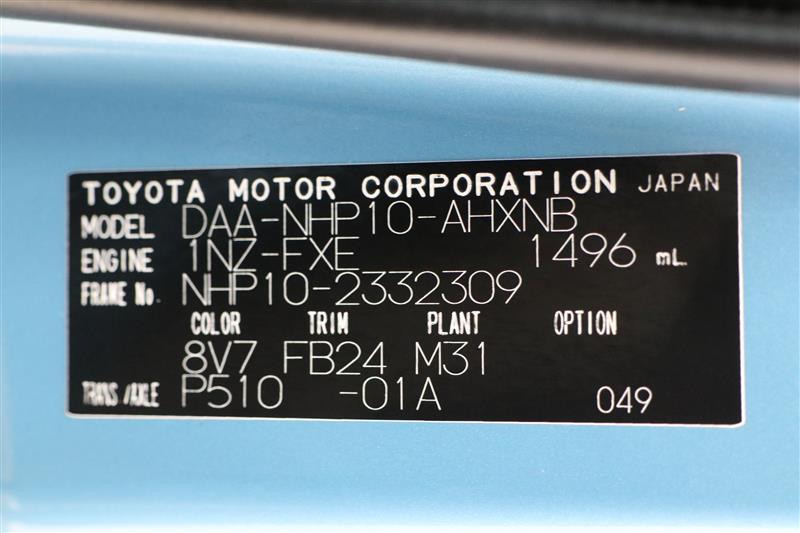 TOYOTA MOTOR CORPORATION JAPAN
MODEL DAA-NHP10-AHXNB
ENGINE 1NZ-FXE 1496 mL
FRAME No. NHP10-2332309
COLOR TRIM PLANT OPTION
8V7 FB24 M31
TRANS/AXLE P510 -01A 049